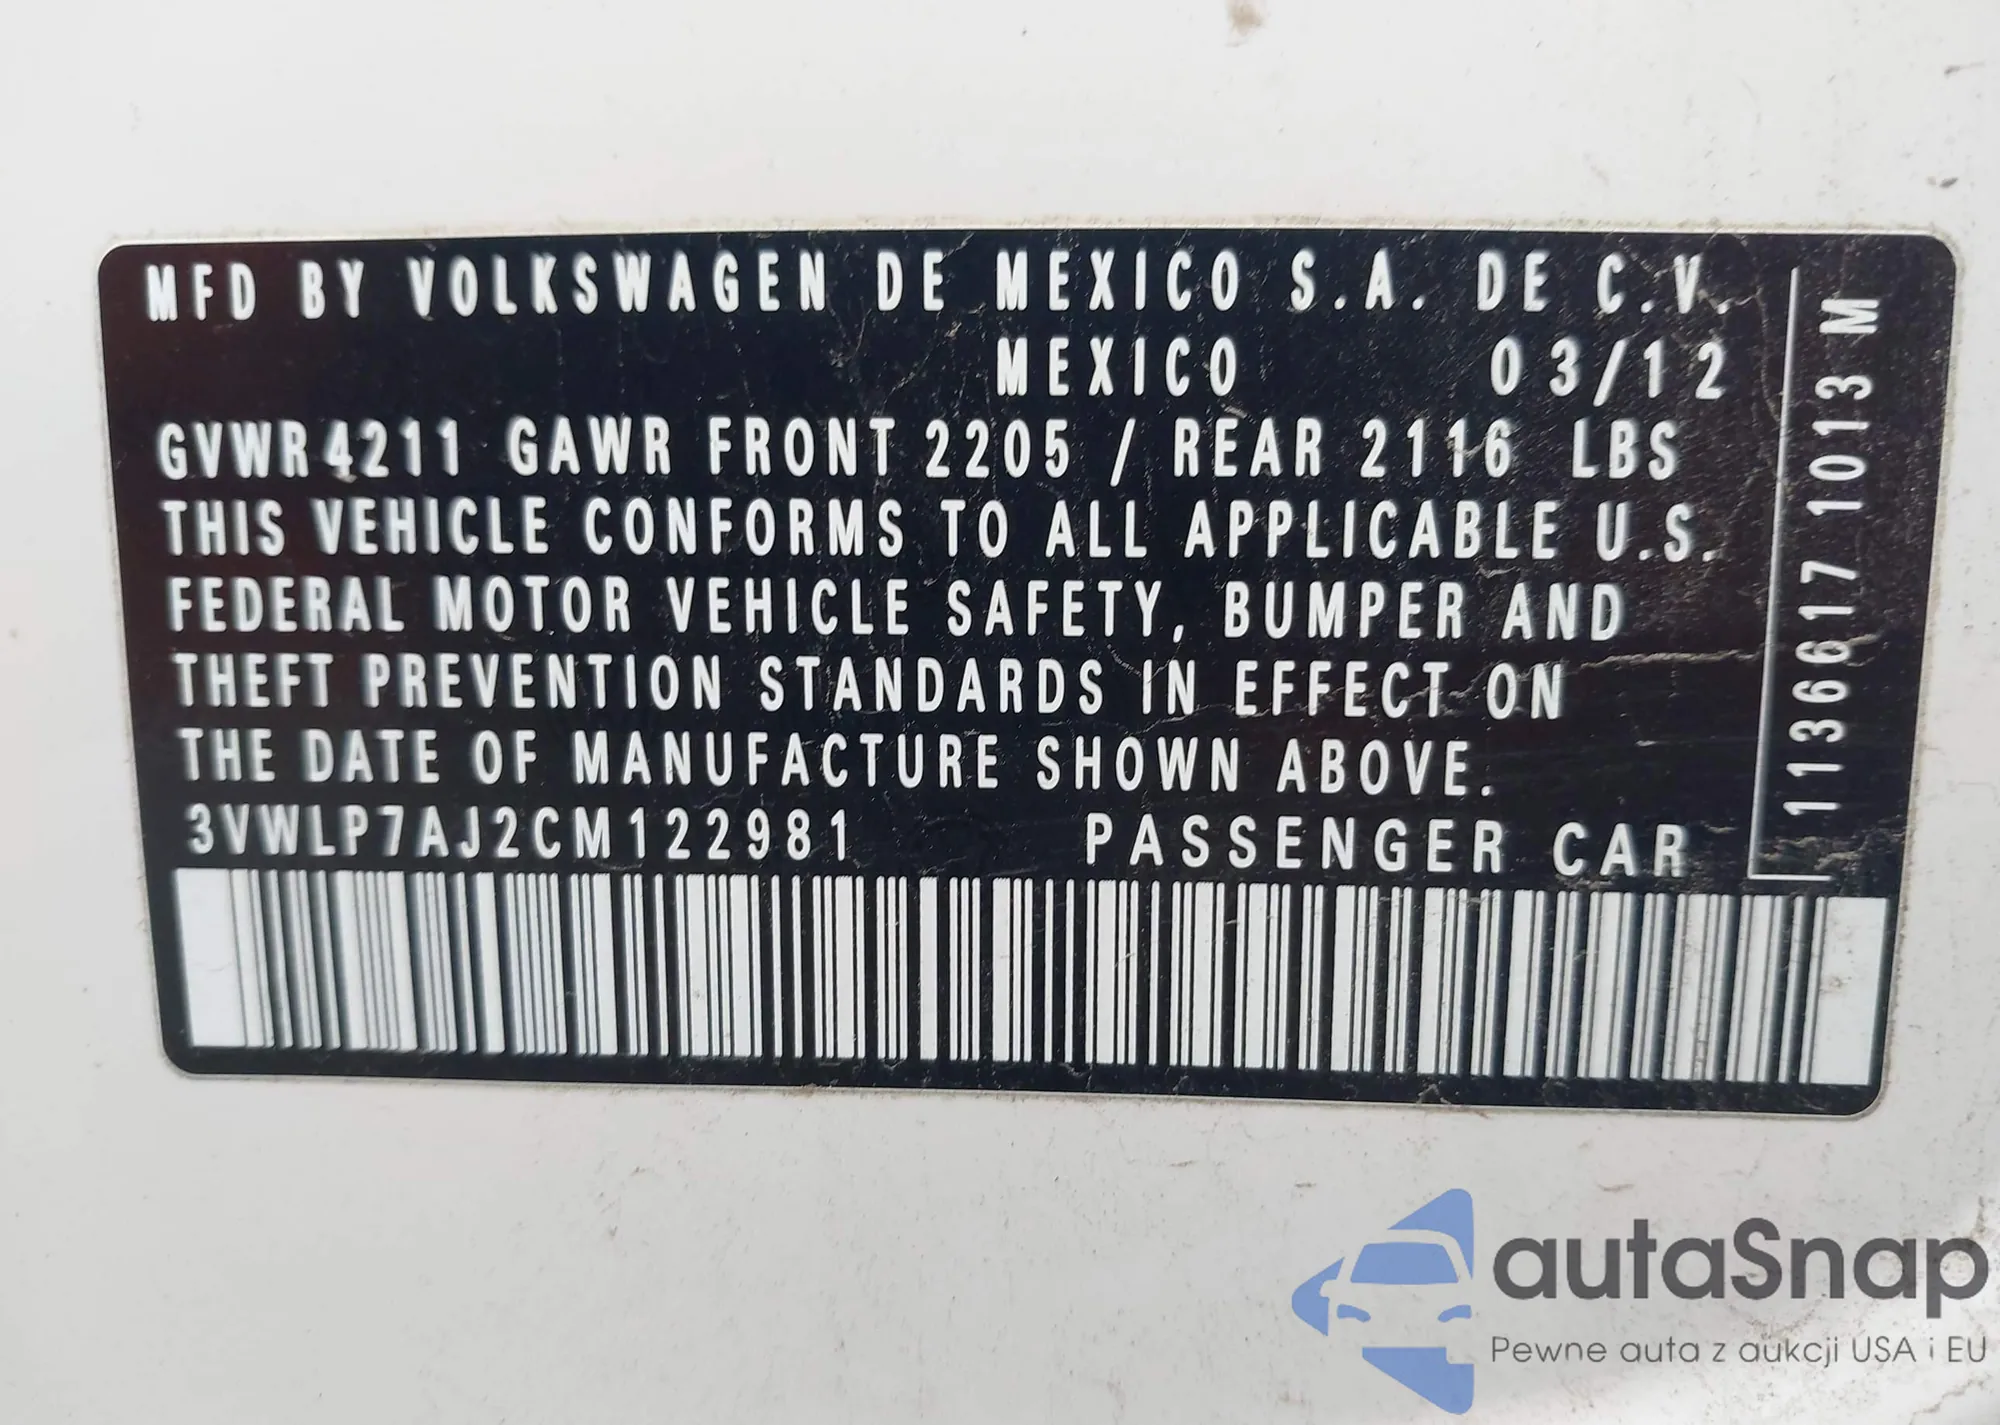 MFD BY VOLKSWAGEN DE MEXICO S.A. DE C.V.
MEXICO 03/12
GVWR 4211 GAWR FRONT 2205 / REAR 2116 LBS
THIS VEHICLE CONFORMS TO ALL APPLICABLE U.S.
FEDERAL MOTOR VEHICLE SAFETY, BUMPER AND
THEFT PREVENTION STANDARDS IN EFFECT ON
THE DATE OF MANUFACTURE SHOWN ABOVE.
3VWLP7AJ2CM122981 PASSENGER CAR
1136617 1013 M
autaSnap
Pewne auta z aukcji USA i EU